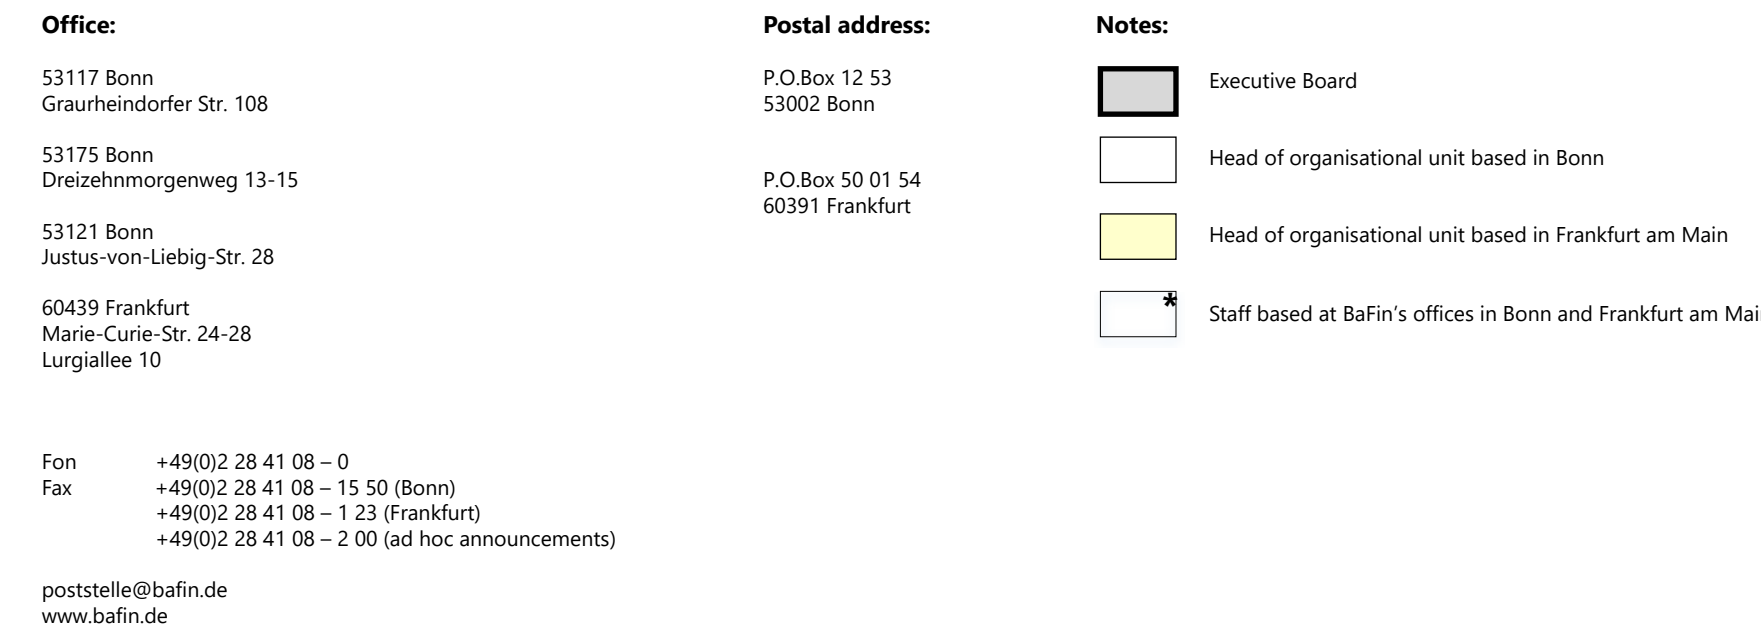 Office:
53117 Bonn
Graurheindorfer Str. 108
53175 Bonn
Dreizehnmorgenweg 13-15
53121 Bonn
Justus-von-Liebig-Str. 28
60439 Frankfurt
Marie-Curie-Str. 24-28
Lurgiallee 10
Fon +49(0)2 28 41 08 – 0
Fax +49(0)2 28 41 08 – 15 50 (Bonn)
+49(0)2 28 41 08 – 1 23 (Frankfurt)
+49(0)2 28 41 08 – 2 00 (ad hoc announcements)
poststelle@bafin.de
www.bafin.de
Postal address:
P.O.Box 12 53
53002 Bonn
P.O.Box 50 01 54
60391 Frankfurt
Notes:
Executive Board
Head of organisational unit based in Bonn
Head of organisational unit based in Frankfurt am Main
* Staff based at BaFin’s offices in Bonn and Frankfurt am